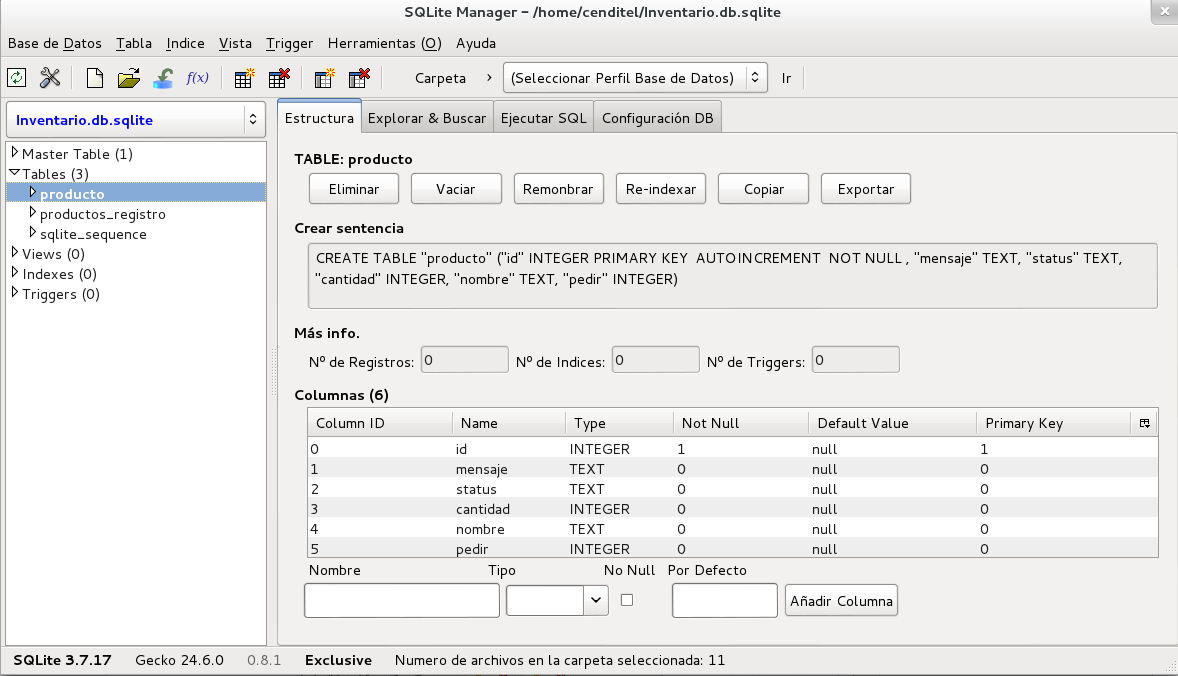 SQLite Manager – /home/cenditel/Inventario.db.sqlite
Base de Datos Tabla Indice Vista Trigger Herramientas (O) Ayuda
f(x) Carpeta (Seleccionar Perfil Base de Datos) Ir
Inventario.db.sqlite
Master Table (1)
Tables (3)
producto
productos_registro
sqlite_sequence
Views (0)
Indexes (0)
Triggers (0)
Estructura Explorar & Buscar Ejecutar SQL Configuración DB
TABLE: producto
Eliminar Vaciar Remonbrar Re-indexar Copiar Exportar
Crear sentencia
CREATE TABLE "producto" ("id" INTEGER PRIMARY KEY AUTOINCREMENT NOT NULL , "mensaje" TEXT, "status" TEXT,
"cantidad" INTEGER, "nombre" TEXT, "pedir" INTEGER)
Más info.
Nº de Registros: 0 Nº de Indices: 0 Nº de Triggers: 0
Columnas (6)
Column ID Name Type Not Null Default Value Primary Key
0 id INTEGER 1 null 1
1 mensaje TEXT 0 null 0
2 status TEXT 0 null 0
3 cantidad INTEGER 0 null 0
4 nombre TEXT 0 null 0
5 pedir INTEGER 0 null 0
Nombre Tipo No Null Por Defecto
Añadir Columna
SQLite 3.7.17 Gecko 24.6.0 0.8.1 Exclusive Numero de archivos en la carpeta seleccionada: 11